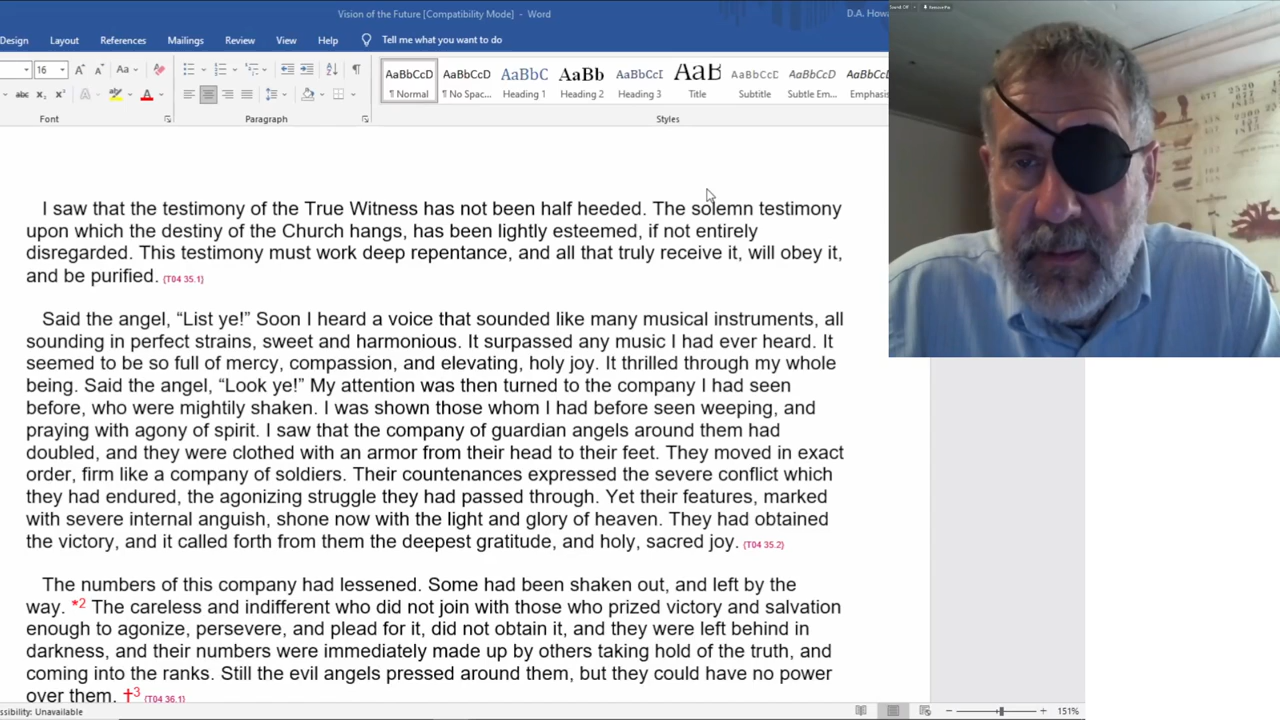 Vision of the Future [Compatibility Mode] - Word
D.A. Howa
Design Layout References Mailings Review View Help Tell me what you want to do
16 A A Aa
abc x₂ x² A A
AaBbCcD AaBbCcD AaBbC AaBb AaBbCcI AaB AaBbCcD AaBbCcD AaBbCcD
¶ Normal ¶ No Spac... Heading 1 Heading 2 Heading 3 Title Subtitle Subtle Em... Emphasis
Font Paragraph Styles
677 2520
1813
I saw that the testimony of the True Witness has not been half heeded. The solemn testimony
upon which the destiny of the Church hangs, has been lightly esteemed, if not entirely
disregarded. This testimony must work deep repentance, and all that truly receive it, will obey it,
and be purified. (T04 35.1)
Said the angel, “List ye!” Soon I heard a voice that sounded like many musical instruments, all
sounding in perfect strains, sweet and harmonious. It surpassed any music I had ever heard. It
seemed to be so full of mercy, compassion, and elevating, holy joy. It thrilled through my whole
being. Said the angel, “Look ye!” My attention was then turned to the company I had seen
before, who were mightily shaken. I was shown those whom I had before seen weeping, and
praying with agony of spirit. I saw that the company of guardian angels around them had
doubled, and they were clothed with an armor from their head to their feet. They moved in exact
order, firm like a company of soldiers. Their countenances expressed the severe conflict which
they had endured, the agonizing struggle they had passed through. Yet their features, marked
with severe internal anguish, shone now with the light and glory of heaven. They had obtained
the victory, and it called forth from them the deepest gratitude, and holy, sacred joy. (T04 35.2)
The numbers of this company had lessened. Some had been shaken out, and left by the
way. *2 The careless and indifferent who did not join with those who prized victory and salvation
enough to agonize, persevere, and plead for it, did not obtain it, and they were left behind in
darkness, and their numbers were immediately made up by others taking hold of the truth, and
coming into the ranks. Still the evil angels pressed around them, but they could have no power
over them. †3 (T04 36.1)
ssibility: Unavailable
151%